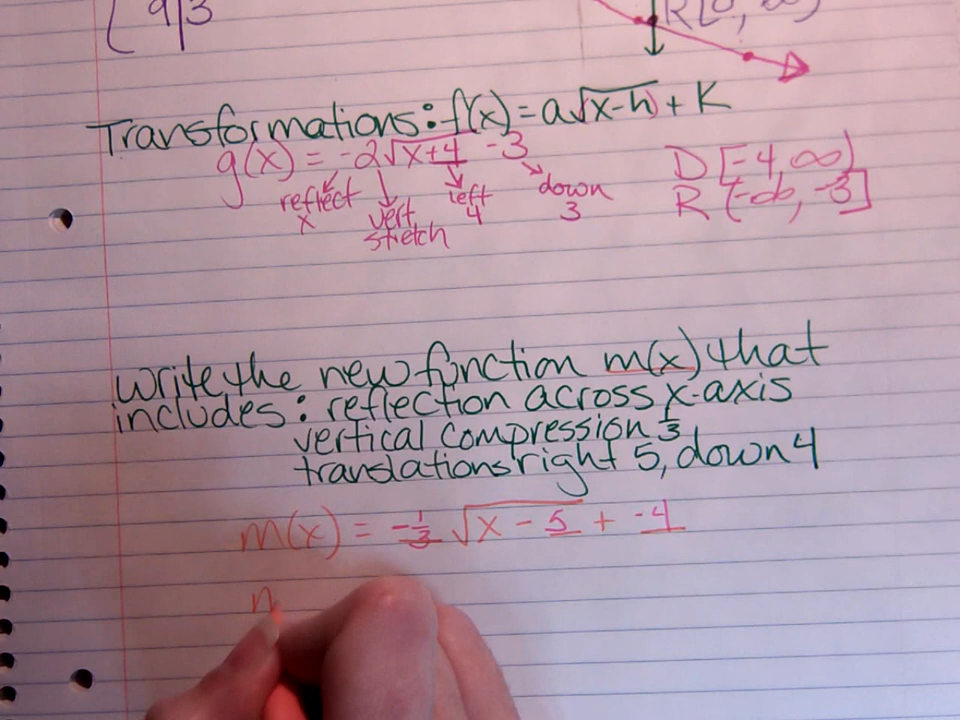 9|3 R[0, ∞)
Transformations: f(x) = a√x-h + K
g(x) = -2√x+4 -3
D [-4, ∞)
reflect x
vert stretch
left 4
down 3
R (-∞, -3]
write the new function m(x) that
includes: reflection across x-axis
vertical compression 1/3
translations right 5, down 4
m(x) = -1/3 √x - 5 + -4